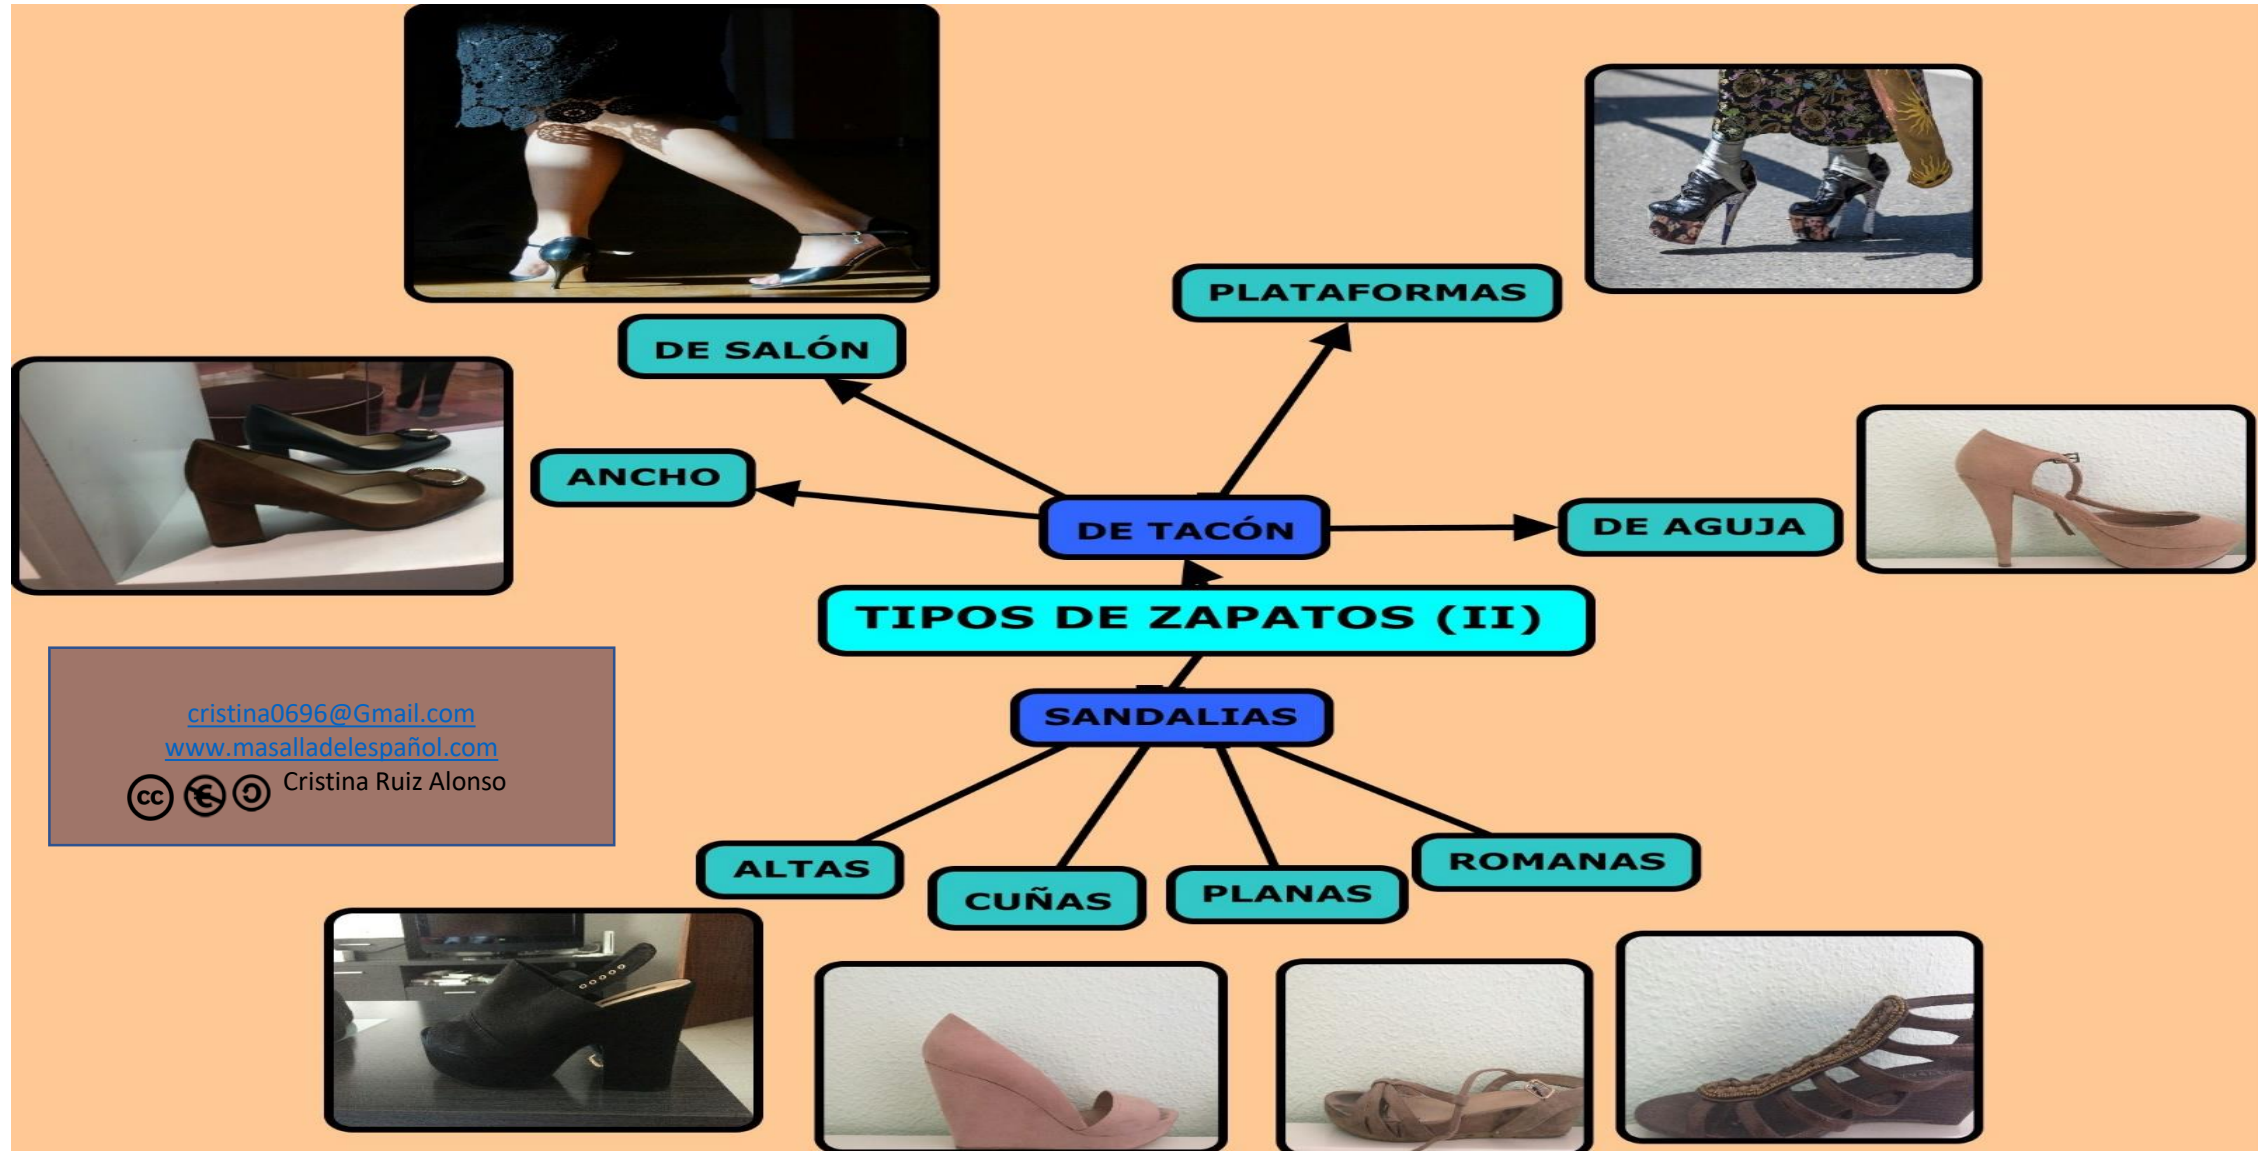 PLATAFORMAS
DE SALÓN
ANCHO
DE TACÓN
DE AGUJA
TIPOS DE ZAPATOS (II)
cristina0696@Gmail.com
www.masalladelespañol.com
cc Cristina Ruiz Alonso
SANDALIAS
ALTAS
CUÑAS
PLANAS
ROMANAS